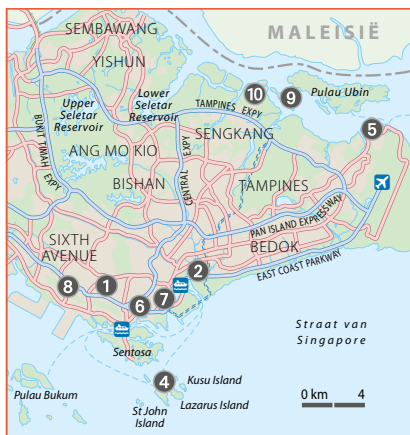 SEMBAWANG
MALEISIË
YISHUN
Lower
Seletar
Reservoir
10
9
Pulau Ubin
Upper
Seletar
Reservoir
TAMPINES EXPY
BUKIT TIMAH EXPY
SENGKANG
5
ANG MO KIO
CENTRAL EXPY
BISHAN
TAMPINES
PAN ISLAND EXPRESSWAY
SIXTH
AVENUE
BEDOK
2
EAST COAST PARKWAY
8
1
6
7
Straat van
Singapore
Sentosa
4
Kusu Island
Pulau Bukum
Lazarus Island
St John
Island
0 km 4